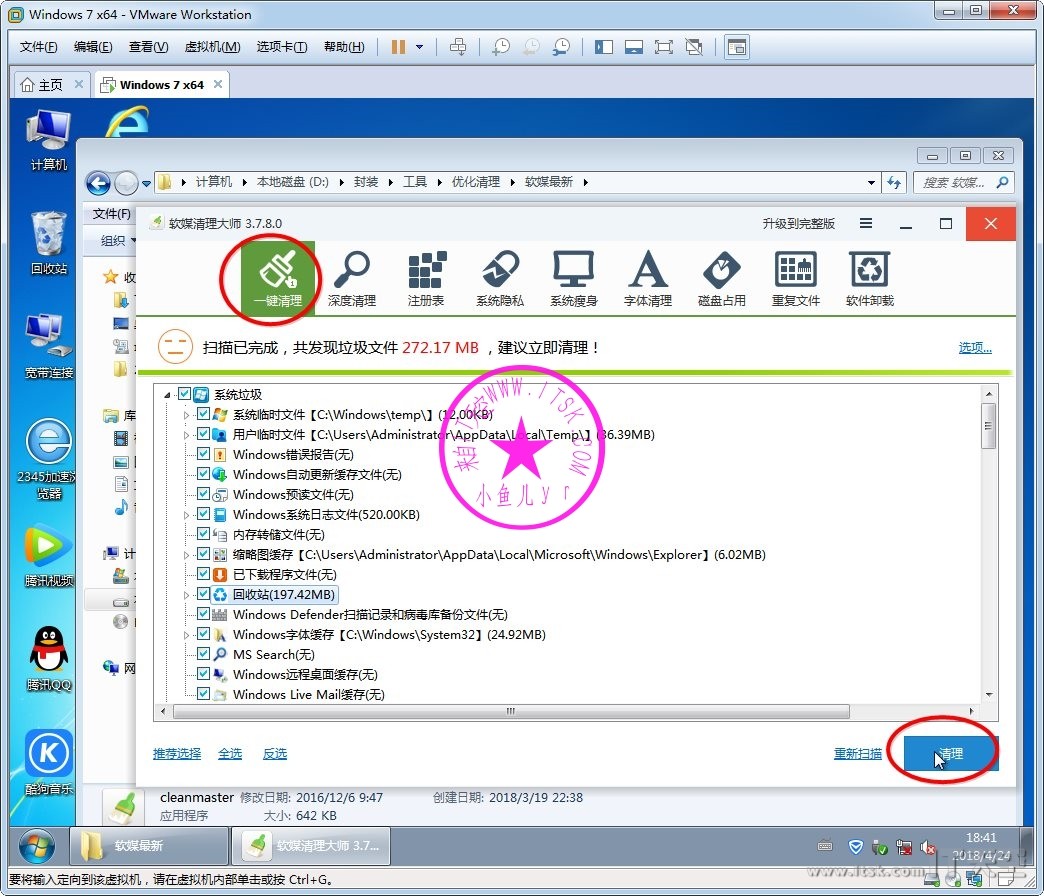 Windows 7 x64 - VMware Workstation
文件(F) 编辑(E) 查看(V) 虚拟机(M) 选项卡(T) 帮助(H)
主页 Windows 7 x64
计算机
回收站
宽带连接
2345加速浏览器
腾讯视频
腾讯QQ
酷狗音乐
计算机 本地磁盘 (D:) 封装 工具 优化清理 软媒最新
搜索 软媒...
文件(F)
组织
收
库
计
网
软媒清理大师 3.7.8.0 升级到完整版
一键清理 深度清理 注册表 系统隐私 系统瘦身 字体清理 磁盘占用 重复文件 软件卸载
扫描已完成，共发现垃圾文件 272.17 MB ，建议立即清理！ 选项...
系统垃圾
系统临时文件【C:\Windows\temp\】(12.00KB)
用户临时文件【C:\Users\Administrator\AppData\Local\Temp\】(36.39MB)
Windows错误报告(无)
Windows自动更新缓存文件(无)
Windows预读文件(无)
Windows系统日志文件(520.00KB)
内存转储文件(无)
缩略图缓存【C:\Users\Administrator\AppData\Local\Microsoft\Windows\Explorer】(6.02MB)
已下载程序文件(无)
回收站(197.42MB)
Windows Defender扫描记录和病毒库备份文件(无)
Windows字体缓存【C:\Windows\System32】(24.92MB)
MS Search(无)
Windows远程桌面缓存(无)
Windows Live Mail缓存(无)
WWW.ITSK.COM
小鱼儿yr
推荐选择 全选 反选 重新扫描 清理
cleanmaster 修改日期: 2016/12/6 9:47 创建日期: 2018/3/19 22:38
应用程序 大小: 642 KB
软媒最新 软媒清理大师 3.7...
18:41
2018/4/24
www.itsk.com
要将输入定向到该虚拟机，请在虚拟机内部单击或按 Ctrl+G。